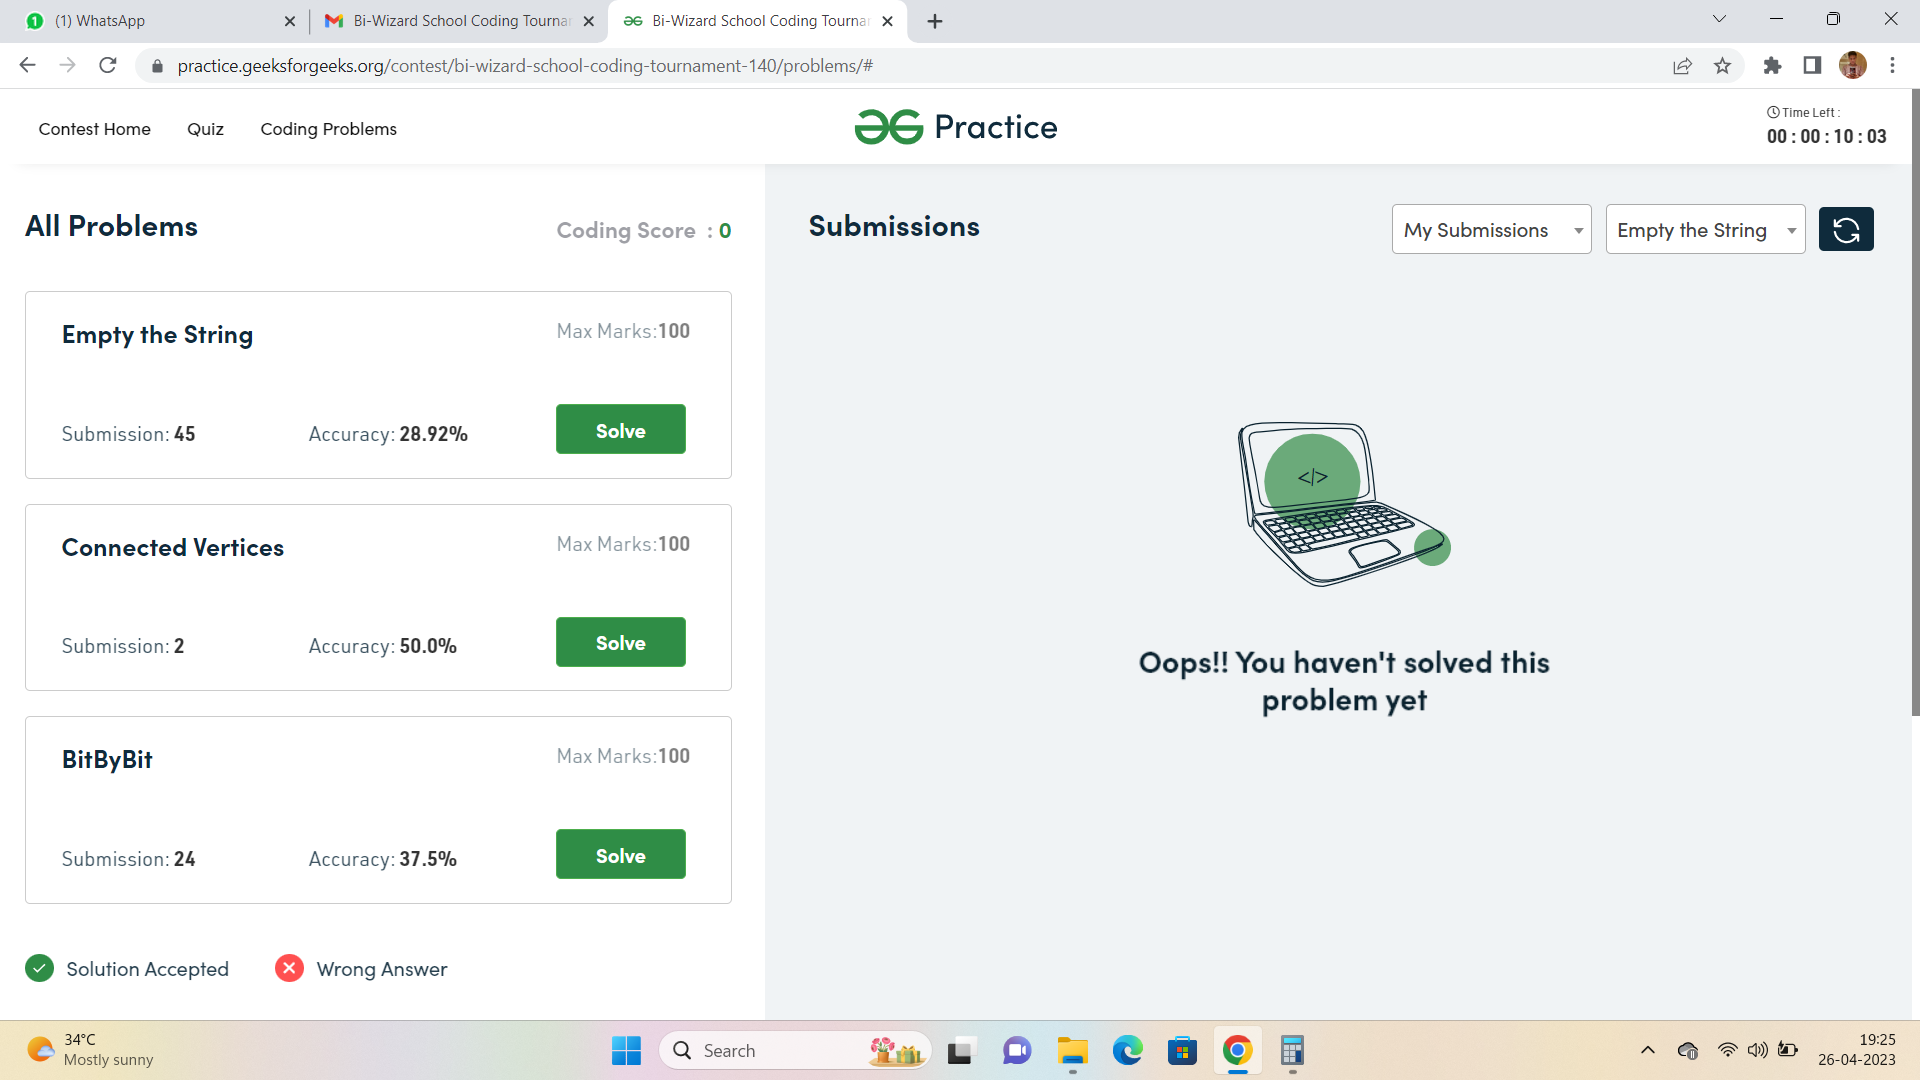 (1) WhatsApp
Bi-Wizard School Coding Tourna
Bi-Wizard School Coding Tourna
practice.geeksforgeeks.org/contest/bi-wizard-school-coding-tournament-140/problems/#
Contest Home
Quiz
Coding Problems
Practice
Time Left :
00 : 00 : 10 : 03
All Problems
Coding Score : 0
Submissions
My Submissions
Empty the String
Empty the String
Max Marks:100
Submission: 45
Accuracy: 28.92%
Solve
Connected Vertices
Max Marks:100
Submission: 2
Accuracy: 50.0%
Solve
BitByBit
Max Marks:100
Submission: 24
Accuracy: 37.5%
Solve
Solution Accepted
Wrong Answer
</>
Oops!! You haven't solved this
problem yet
34°C
Mostly sunny
Search
19:25
26-04-2023